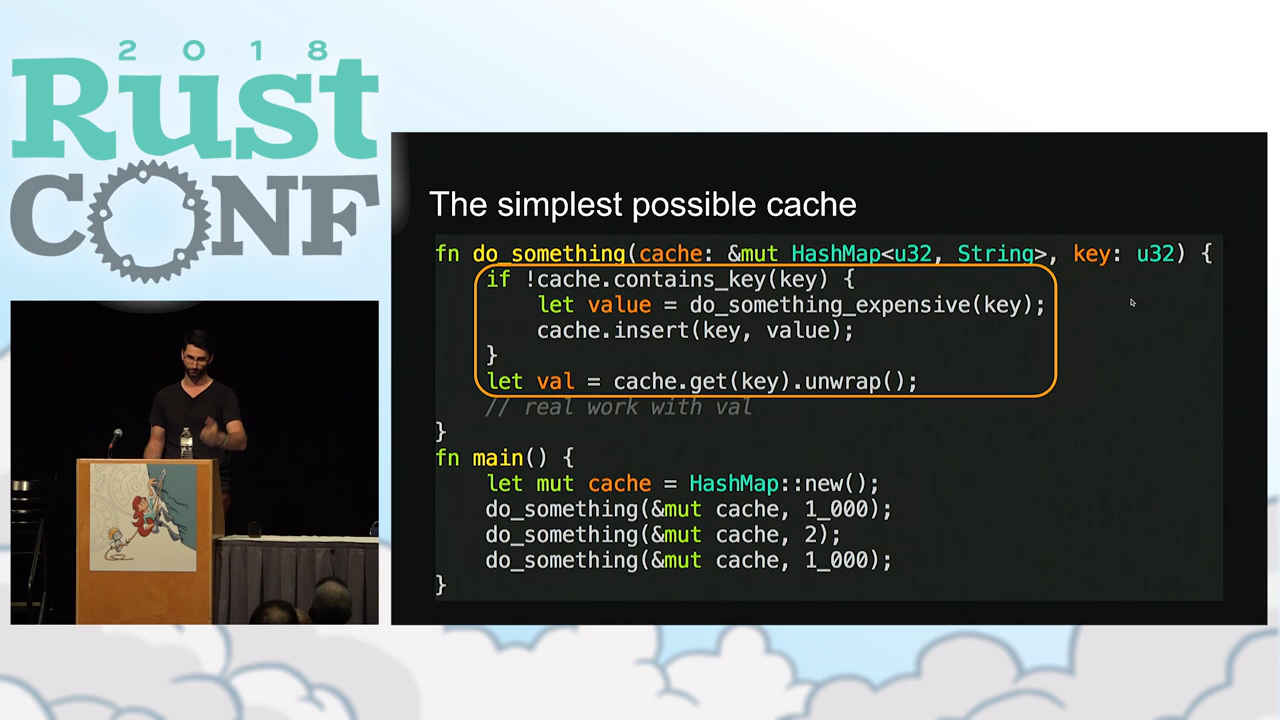 2018
Rust
CONF
The simplest possible cache
fn do_something(cache: &mut HashMap<u32, String>, key: u32) {
    if !cache.contains_key(key) {
        let value = do_something_expensive(key);
        cache.insert(key, value);
    }
    let val = cache.get(key).unwrap();
    // real work with val
}
fn main() {
    let mut cache = HashMap::new();
    do_something(&mut cache, 1_000);
    do_something(&mut cache, 2);
    do_something(&mut cache, 1_000);
}